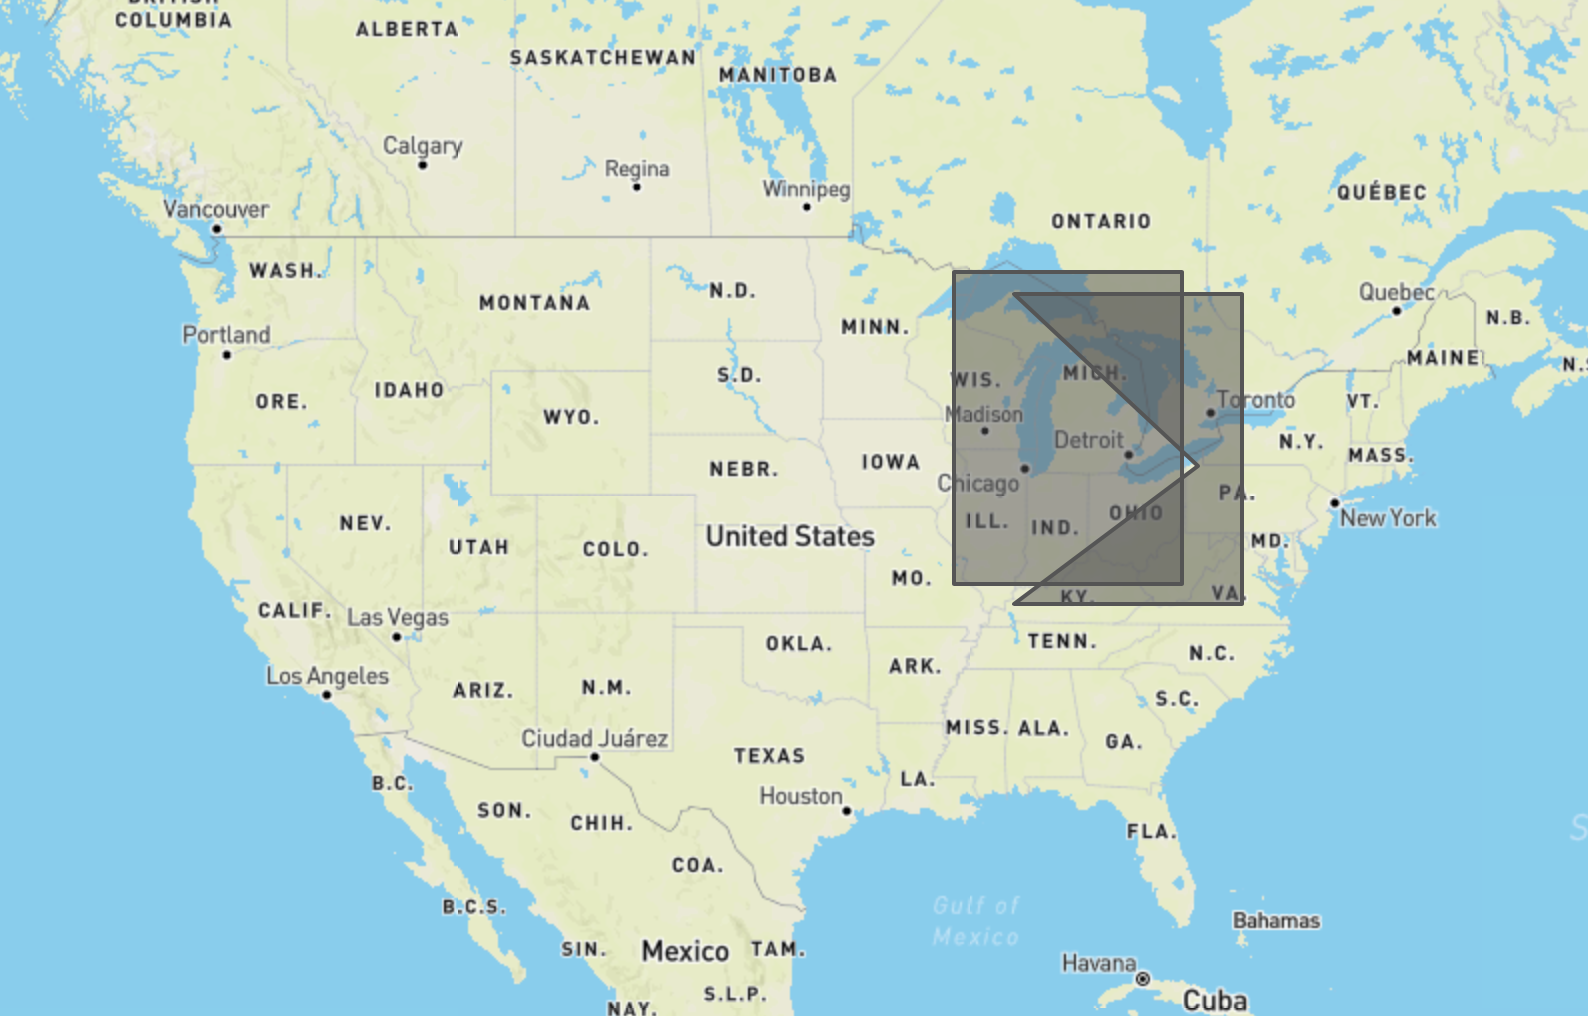 BRITISH
COLUMBIA
ALBERTA
SASKATCHEWAN
MANITOBA
Calgary
Regina
Winnipeg
Vancouver
ONTARIO
QUÉBEC
WASH.
MONTANA
N.D.
MINN.
Quebec
N.B.
Portland
MAINE
N.S.
ORE.
IDAHO
WYO.
S.D.
WIS.
MICH.
Toronto
VT.
Madison
Detroit
N.Y.
MASS.
NEBR.
IOWA
Chicago
PA.
NEV.
UTAH
COLO.
United States
ILL.
IND.
OHIO
New York
MD.
MO.
KY.
VA.
CALIF.
Las Vegas
OKLA.
TENN.
N.C.
Los Angeles
ARIZ.
N.M.
ARK.
S.C.
Ciudad Juárez
TEXAS
MISS.
ALA.
GA.
B.C.
SON.
CHIH.
Houston
LA.
FLA.
COA.
B.C.S.
Gulf of
Mexico
Bahamas
SIN.
Mexico
TAM.
Havana
NAY.
S.L.P.
Cuba